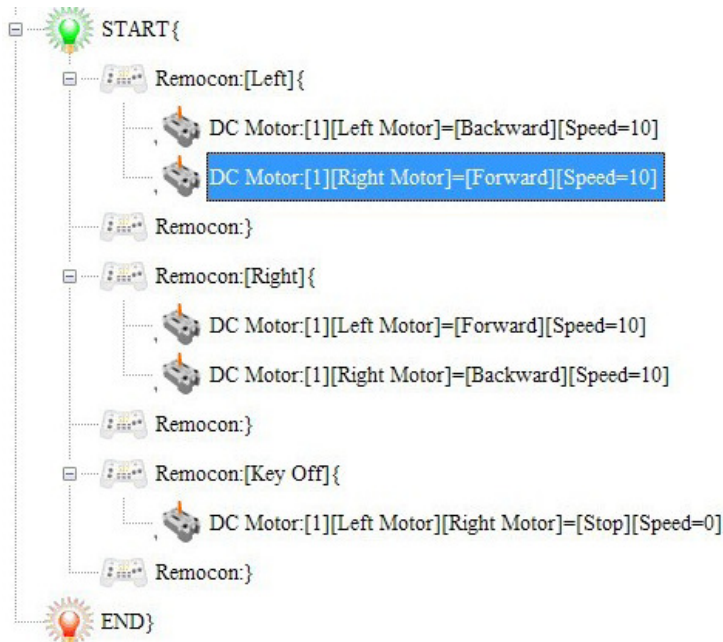 START{
Remocon:[Left]{
DC Motor:[1][Left Motor]=[Backward][Speed=10]
DC Motor:[1][Right Motor]=[Forward][Speed=10]
Remocon:}
Remocon:[Right]{
DC Motor:[1][Left Motor]=[Forward][Speed=10]
DC Motor:[1][Right Motor]=[Backward][Speed=10]
Remocon:}
Remocon:[Key Off]{
DC Motor:[1][Left Motor][Right Motor]=[Stop][Speed=0]
Remocon:}
END}